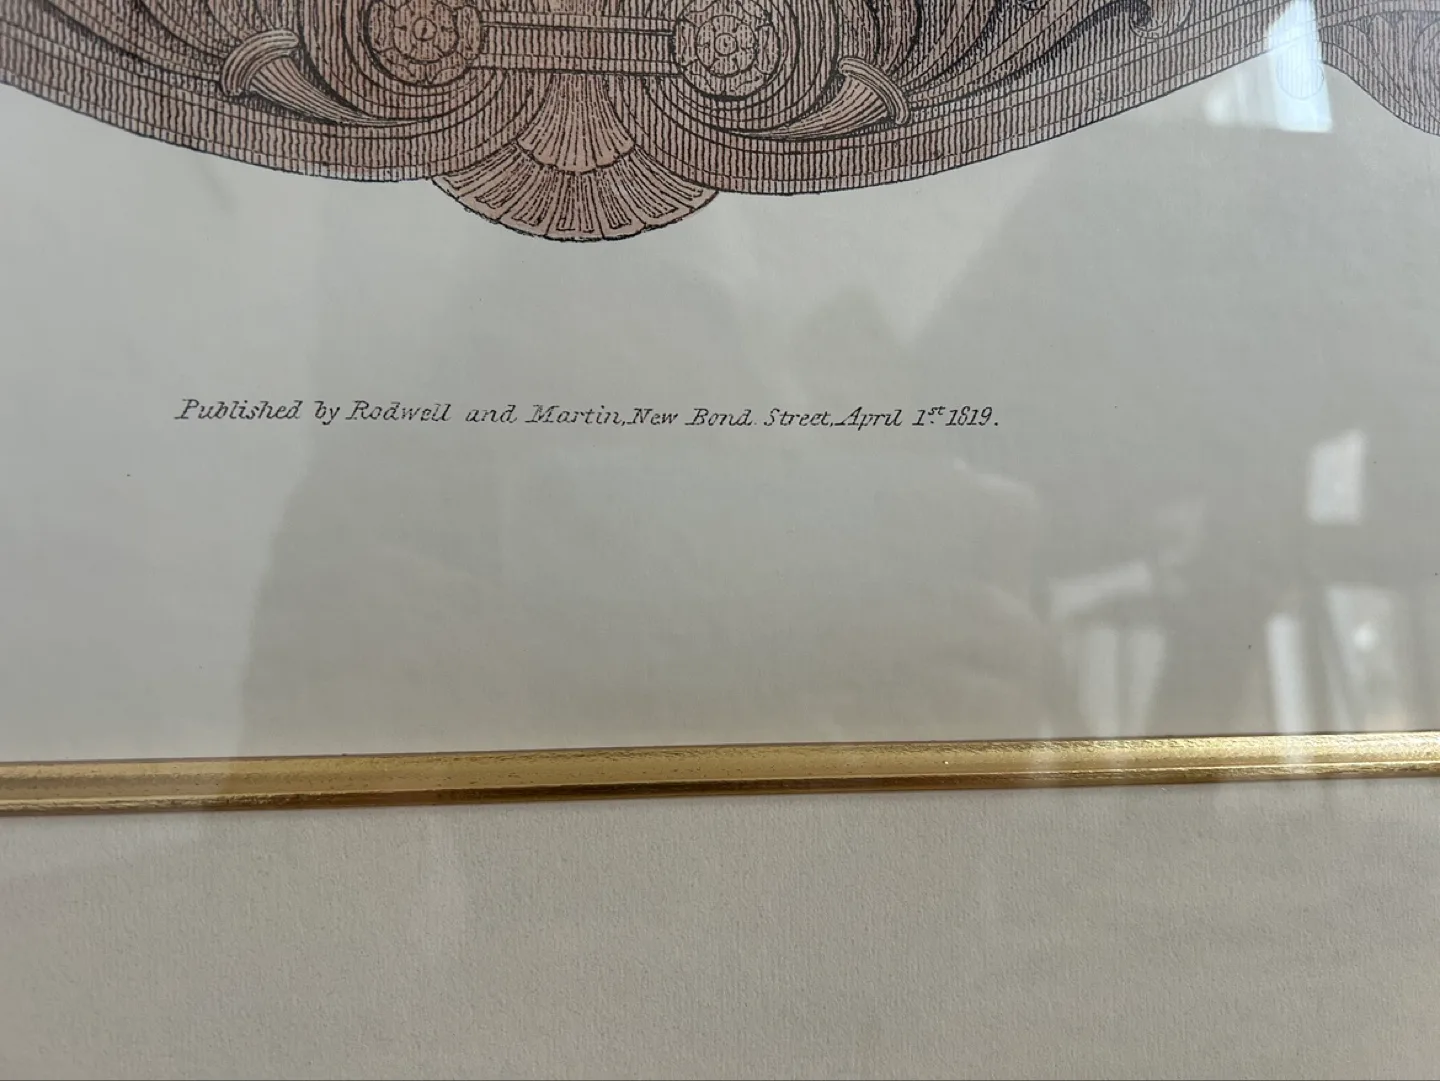 Published by Rodwell and Martin, New Bond Street, April 1st 1819.